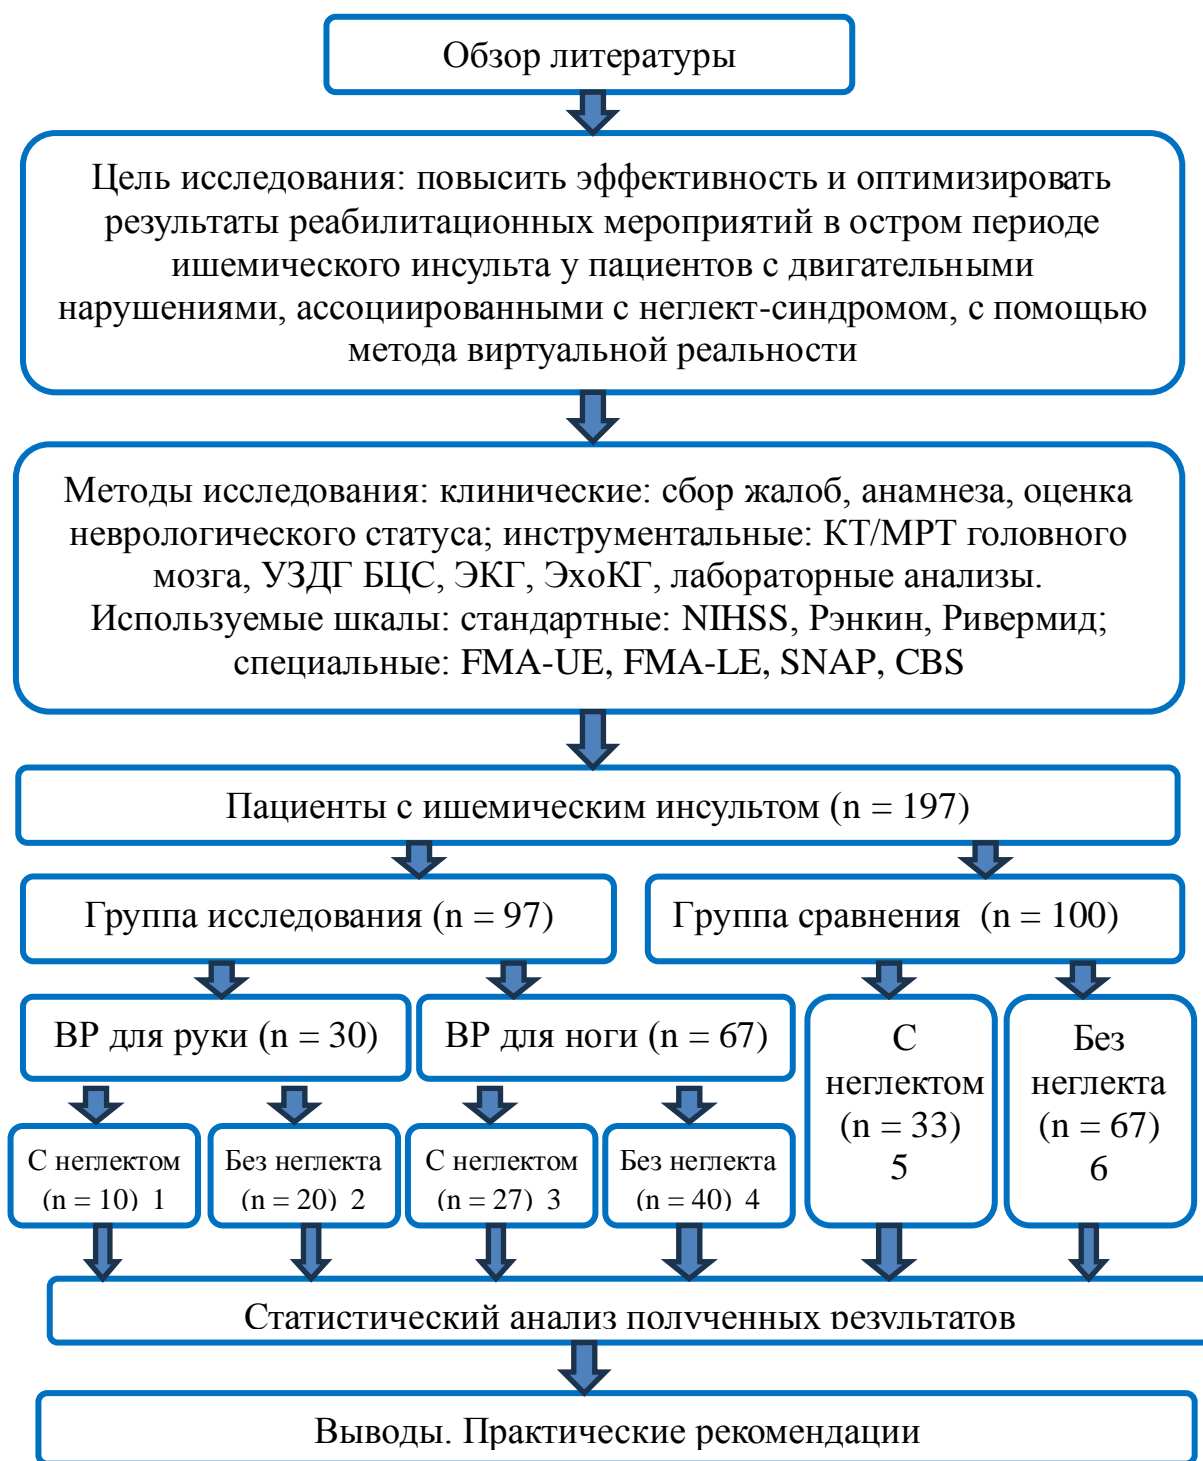 Обзор литературы
Цель исследования: повысить эффективность и оптимизировать
результаты реабилитационных мероприятий в остром периоде
ишемического инсульта у пациентов с двигательными
нарушениями, ассоциированными с неглект-синдромом, с помощью
метода виртуальной реальности
Методы исследования: клинические: сбор жалоб, анамнеза, оценка
неврологического статуса; инструментальные: КТ/МРТ головного
мозга, УЗДГ БЦС, ЭКГ, ЭхоКГ, лабораторные анализы.
Используемые шкалы: стандартные: NIHSS, Рэнкин, Ривермид;
специальные: FMA-UE, FMA-LE, SNAP, CBS
Пациенты с ишемическим инсультом (n = 197)
Группа исследования (n = 97)
Группа сравнения (n = 100)
ВР для руки (n = 30)
ВР для ноги (n = 67)
С
неглектом
(n = 33)
5
Без
неглекта
(n = 67)
6
С неглектом
(n = 10) 1
Без неглекта
(n = 20) 2
С неглектом
(n = 27) 3
Без неглекта
(n = 40) 4
Статистический анализ полученных результатов
Выводы. Практические рекомендации